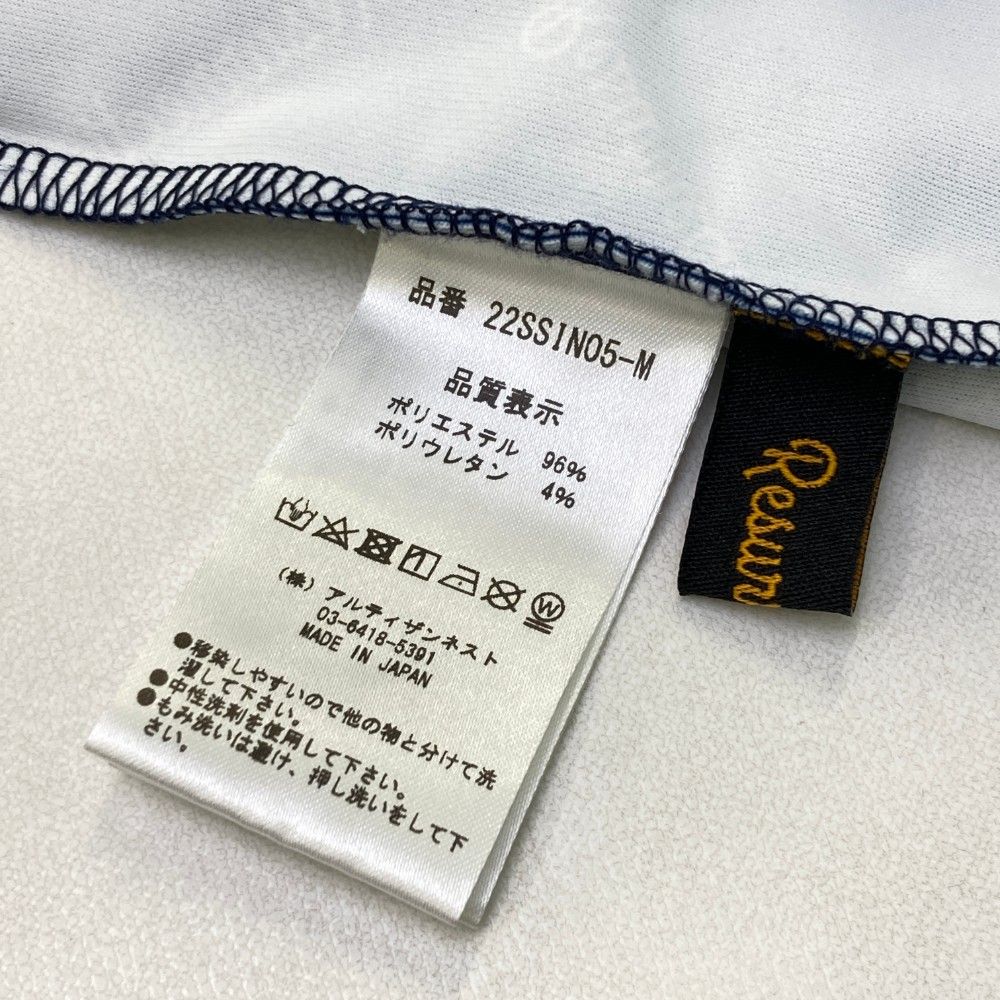 品番 22SSIN05-M
品質表示
ポリエステル 96%
ポリウレタン 4%
W
(株) アルティザンネスト
03-6418-5391
MADE IN JAPAN
●移染しやすいので他の物と分けて洗
濯して下さい。
●中性洗剤を使用して下さい。
●もみ洗いは避け、押し洗いをして下
さい。